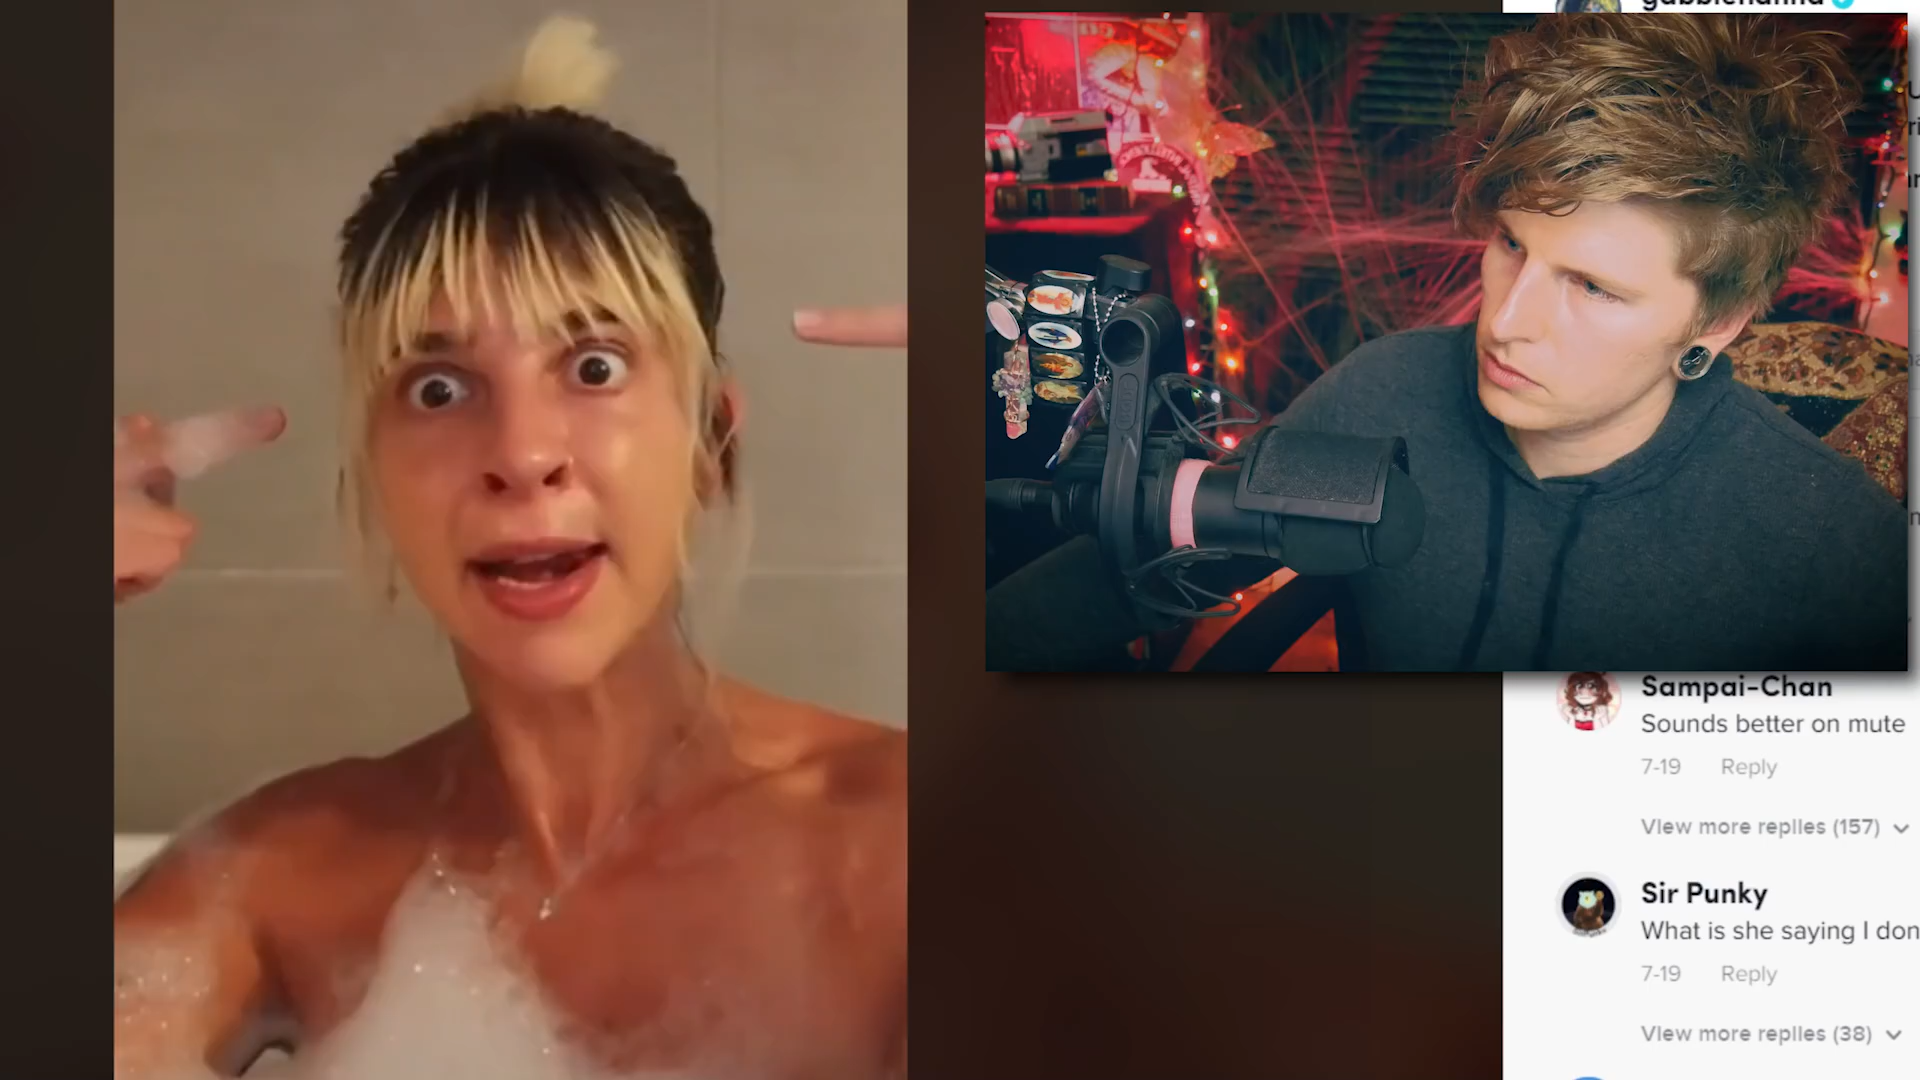 gabbiehanna
Sampai-Chan
Sounds better on mute
7-19 Reply
View more replies (157)
Sir Punky
What is she saying I don
7-19 Reply
View more replies (38)